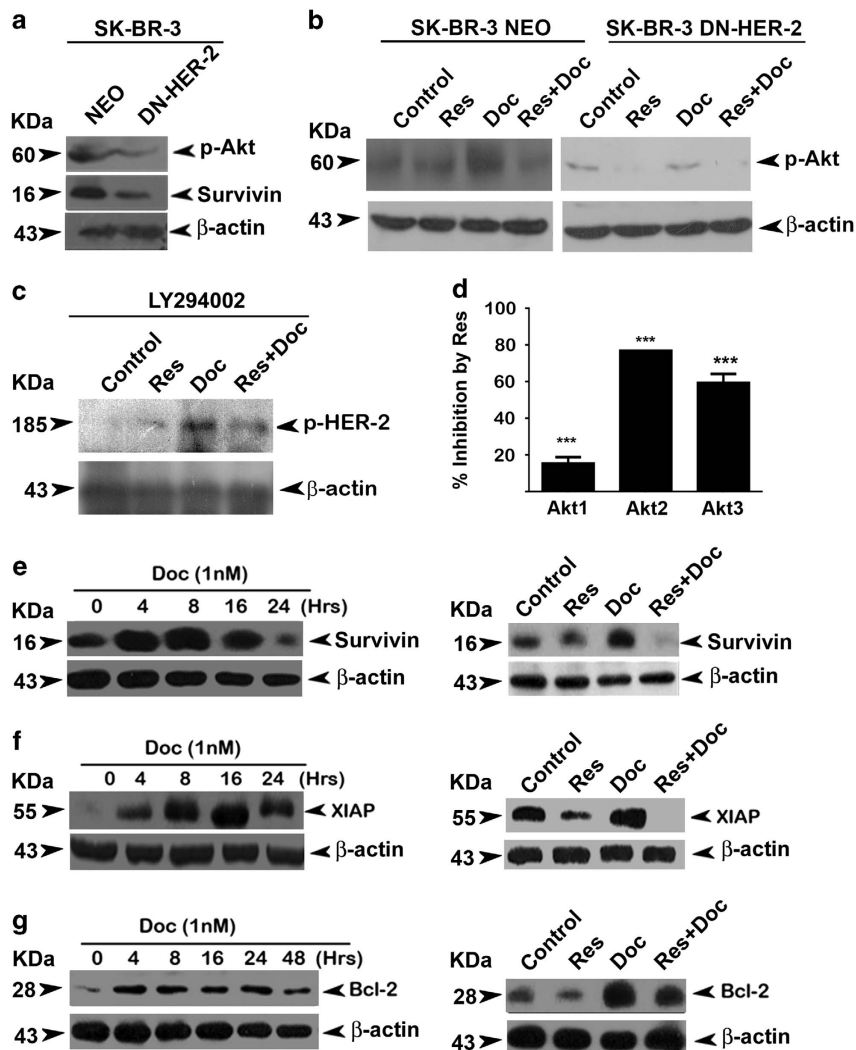 a
SK-BR-3
NEO DN-HER-2
KDa
60 p-Akt
16 Survivin
43 β-actin
b
SK-BR-3 NEO SK-BR-3 DN-HER-2
Control Res Doc Res+Doc Control Res Doc Res+Doc
KDa
60 p-Akt
43 β-actin
c
LY294002
Control Res Doc Res+Doc
KDa
185 p-HER-2
43 β-actin
d
% Inhibition by Res
100
80
60
40
20
*** *** ***
Akt1 Akt2 Akt3
e
Doc (1nM)
KDa 0 4 8 16 24 (Hrs)
16 Survivin
43 β-actin
Control Res Doc Res+Doc
KDa
16 Survivin
43 β-actin
f
Doc (1nM)
KDa 0 4 8 16 24 (Hrs)
55 XIAP
43 β-actin
Control Res Doc Res+Doc
KDa
55 XIAP
43 β-actin
g
Doc (1nM)
KDa 0 4 8 16 24 48 (Hrs)
28 Bcl-2
43 β-actin
Control Res Doc Res+Doc
KDa
28 Bcl-2
43 β-actin